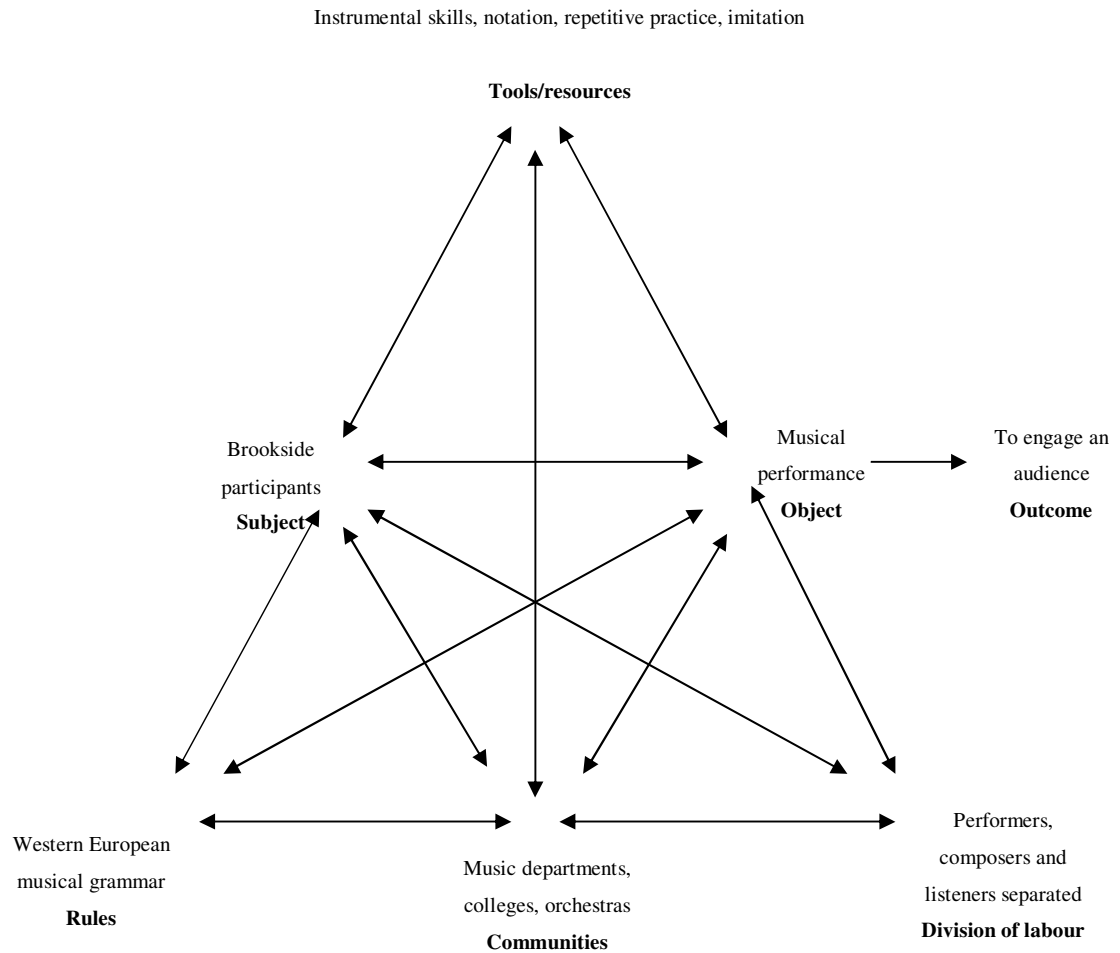 Instrumental skills, notation, repetitive practice, imitation
Tools/resources
Brookside
participants
Subject
Musical
performance
Object
To engage an
audience
Outcome
Western European
musical grammar
Rules
Music departments,
colleges, orchestras
Communities
Performers,
composers and
listeners separated
Division of labour